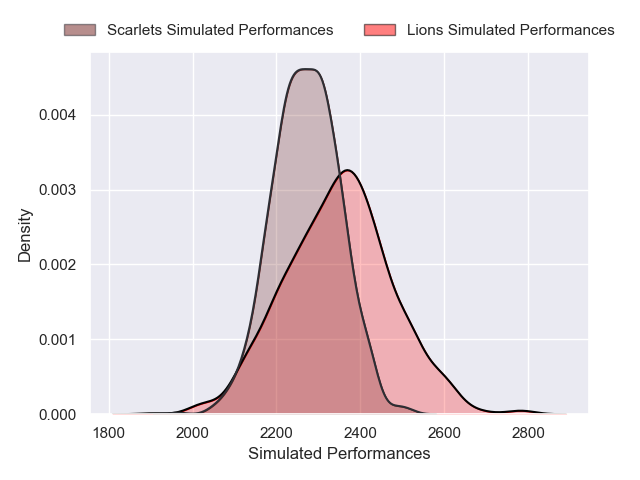 Scarlets Simulated Performances Lions Simulated Performances
0.004
0.003
0.002
0.001
0.000
Density
1800 2000 2200 2400 2600 2800
Simulated Performances